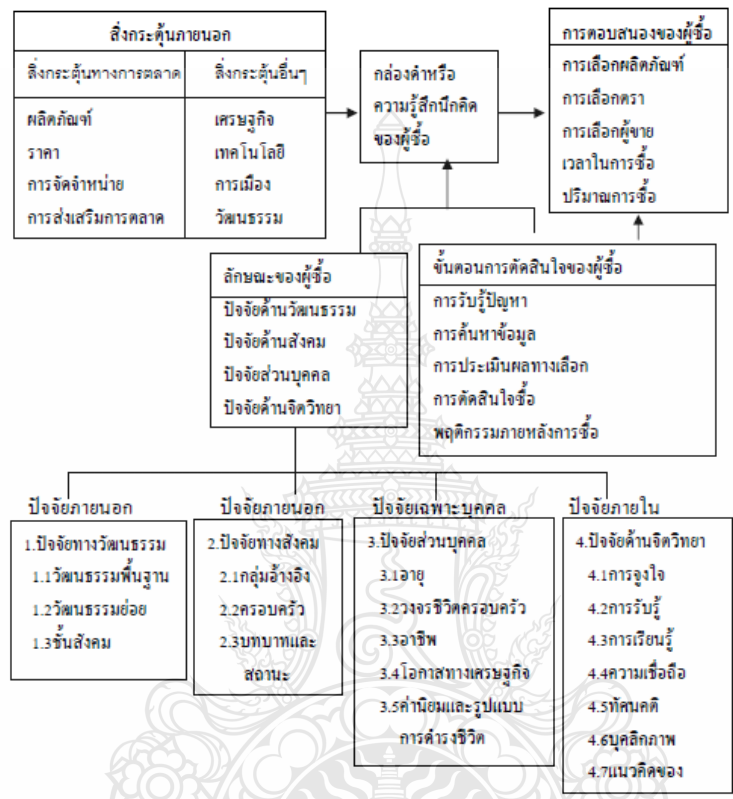 สิ่งกระตุ้นภายนอก
สิ่งกระตุ้นทางการตลาด
ผลิตภัณฑ์
ราคา
การจัดจำหน่าย
การส่งเสริมการตลาด
สิ่งกระตุ้นอื่นๆ
เศรษฐกิจ
เทคโนโลยี
การเมือง
วัฒนธรรม
กล่องดำหรือ
ความรู้สึกนึกคิด
ของผู้ซื้อ
การตอบสนองของผู้ซื้อ
การเลือกผลิตภัณฑ์
การเลือกตรา
การเลือกผู้ขาย
เวลาในการซื้อ
ปริมาณการซื้อ
ลักษณะของผู้ซื้อ
ปัจจัยด้านวัฒนธรรม
ปัจจัยด้านสังคม
ปัจจัยส่วนบุคคล
ปัจจัยด้านจิตวิทยา
ขั้นตอนการตัดสินใจของผู้ซื้อ
การรับรู้ปัญหา
การค้นหาข้อมูล
การประเมินผลทางเลือก
การตัดสินใจซื้อ
พฤติกรรมภายหลังการซื้อ
ปัจจัยภายนอก
1.ปัจจัยทางวัฒนธรรม
1.1วัฒนธรรมพื้นฐาน
1.2วัฒนธรรมย่อย
1.3ชั้นสังคม
ปัจจัยภายนอก
2.ปัจจัยทางสังคม
2.1กลุ่มอ้างอิง
2.2ครอบครัว
2.3บทบาทและ
สถานะ
ปัจจัยเฉพาะบุคคล
3.ปัจจัยส่วนบุคคล
3.1อายุ
3.2วงจรชีวิตครอบครัว
3.3อาชีพ
3.4โอกาสทางเศรษฐกิจ
3.5ค่านิยมและรูปแบบ
การดำรงชีวิต
ปัจจัยภายใน
4.ปัจจัยด้านจิตวิทยา
4.1การจูงใจ
4.2การรับรู้
4.3การเรียนรู้
4.4ความเชื่อถือ
4.5ทัศนคติ
4.6บุคลิกภาพ
4.7แนวคิดของ